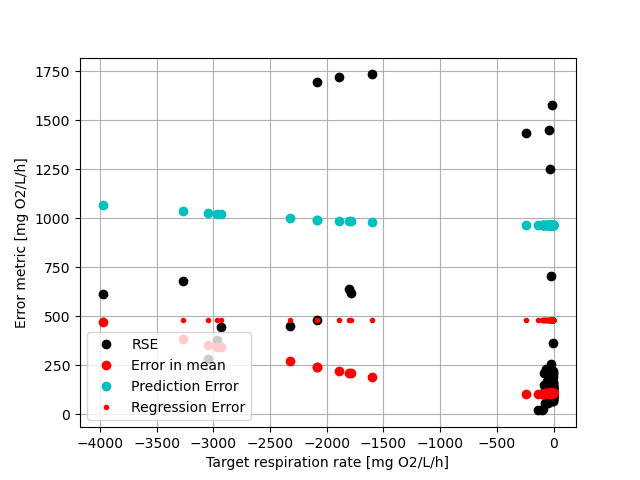 1750
1500
1250
1000
750
500
250
0
Error metric [mg O2/L/h]
RSE
Error in mean
Prediction Error
Regression Error
−4000 −3500 −3000 −2500 −2000 −1500 −1000 −500 0
Target respiration rate [mg O2/L/h]